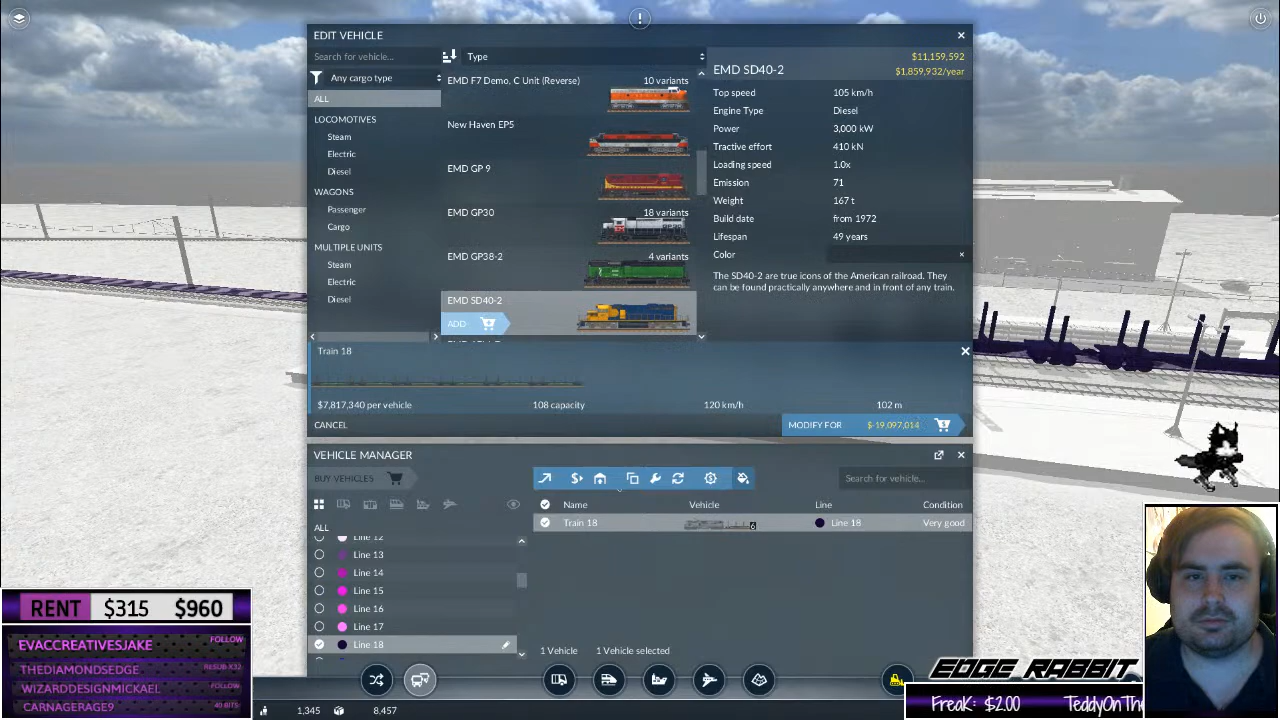 EDIT VEHICLE
Search for vehicle...
Type
Any cargo type
ALL
LOCOMOTIVES
Steam
Electric
Diesel
WAGONS
Passenger
Cargo
MULTIPLE UNITS
Steam
Electric
Diesel
EMD F7 Demo, C Unit (Reverse)
10 variants
New Haven EP5
EMD GP 9
EMD GP30
18 variants
EMD GP38-2
4 variants
EMD SD40-2
ADD
$11,159,592
EMD SD40-2
$1,859,932/year
Top speed 105 km/h
Engine Type Diesel
Power 3,000 kW
Tractive effort 410 kN
Loading speed 1.0x
Emission 71
Weight 167 t
Build date from 1972
Lifespan 49 years
Color
The SD40-2 are true icons of the American railroad. They
can be found practically anywhere and in front of any train.
Train 18
$7,817,340 per vehicle 108 capacity 120 km/h 102 m
CANCEL
MODIFY FOR $-19,097,014
VEHICLE MANAGER
BUY VEHICLES
Search for vehicle...
ALL
Line 12
Line 13
Line 14
Line 15
Line 16
Line 17
Line 18
Name Vehicle Line Condition
Train 18 6 Line 18 Very good
1 Vehicle 1 Vehicle selected
1,345 8,457
RENT $315 $960
EVACCREATIVESJAKE FOLLOW
THEDIAMONDSEDGE RESUB X32
WIZARDDESIGNMICKAEL FOLLOW
CARNAGERAGE9 40 BITS
EDGE RABBIT
FreaK: $2.00 TeddyOnTh